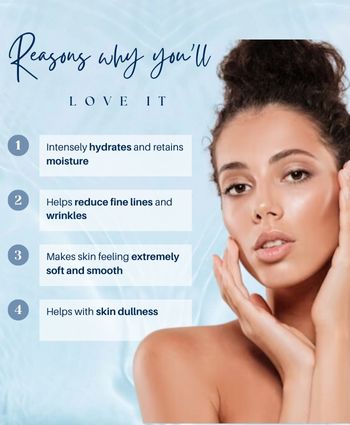 Reasons why you'll
LOVE IT
1
Intensely hydrates and retains
moisture
2
Helps reduce fine lines and
wrinkles
3
Makes skin feeling extremely
soft and smooth
4
Helps with skin dullness